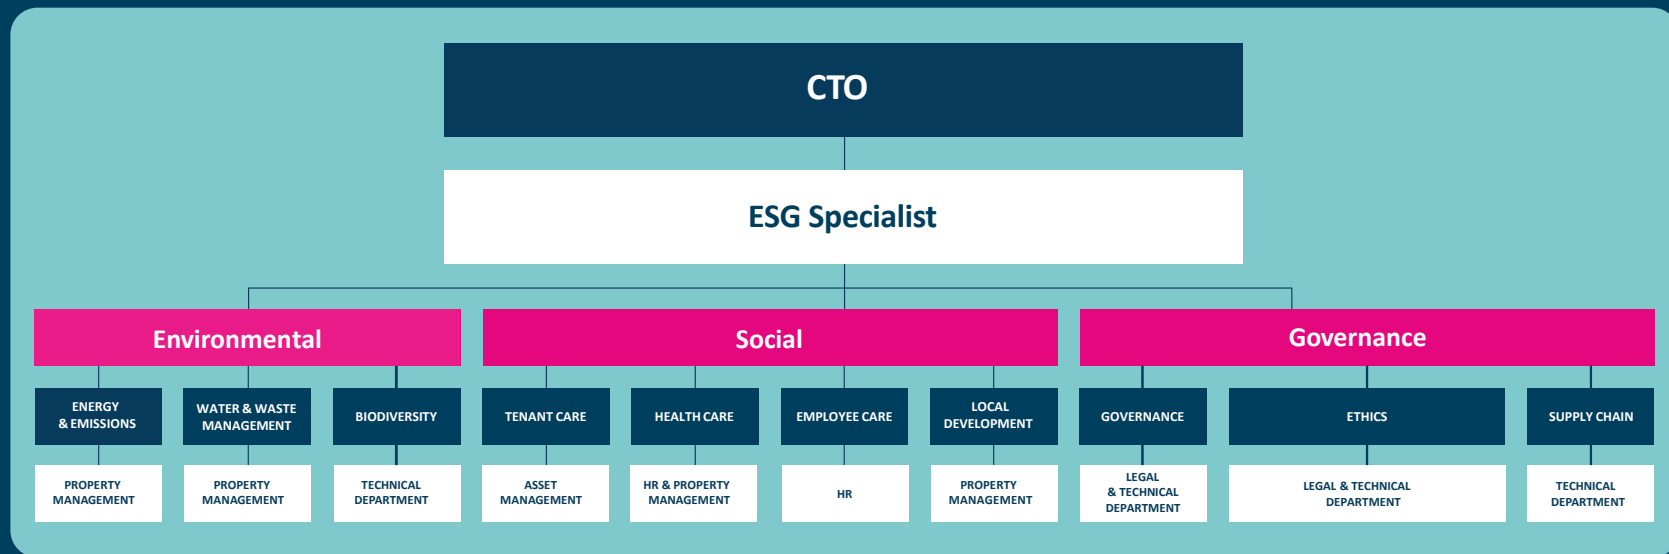 CTO
ESG Specialist
Environmental
Social
Governance
ENERGY
& EMISSIONS
WATER & WASTE
MANAGEMENT
BIODIVERSITY
TENANT CARE
HEALTH CARE
EMPLOYEE CARE
LOCAL
DEVELOPMENT
GOVERNANCE
ETHICS
SUPPLY CHAIN
PROPERTY
MANAGEMENT
PROPERTY
MANAGEMENT
TECHNICAL
DEPARTMENT
ASSET
MANAGEMENT
HR & PROPERTY
MANAGEMENT
HR
PROPERTY
MANAGEMENT
LEGAL
& TECHNICAL
DEPARTMENT
LEGAL & TECHNICAL
DEPARTMENT
TECHNICAL
DEPARTMENT